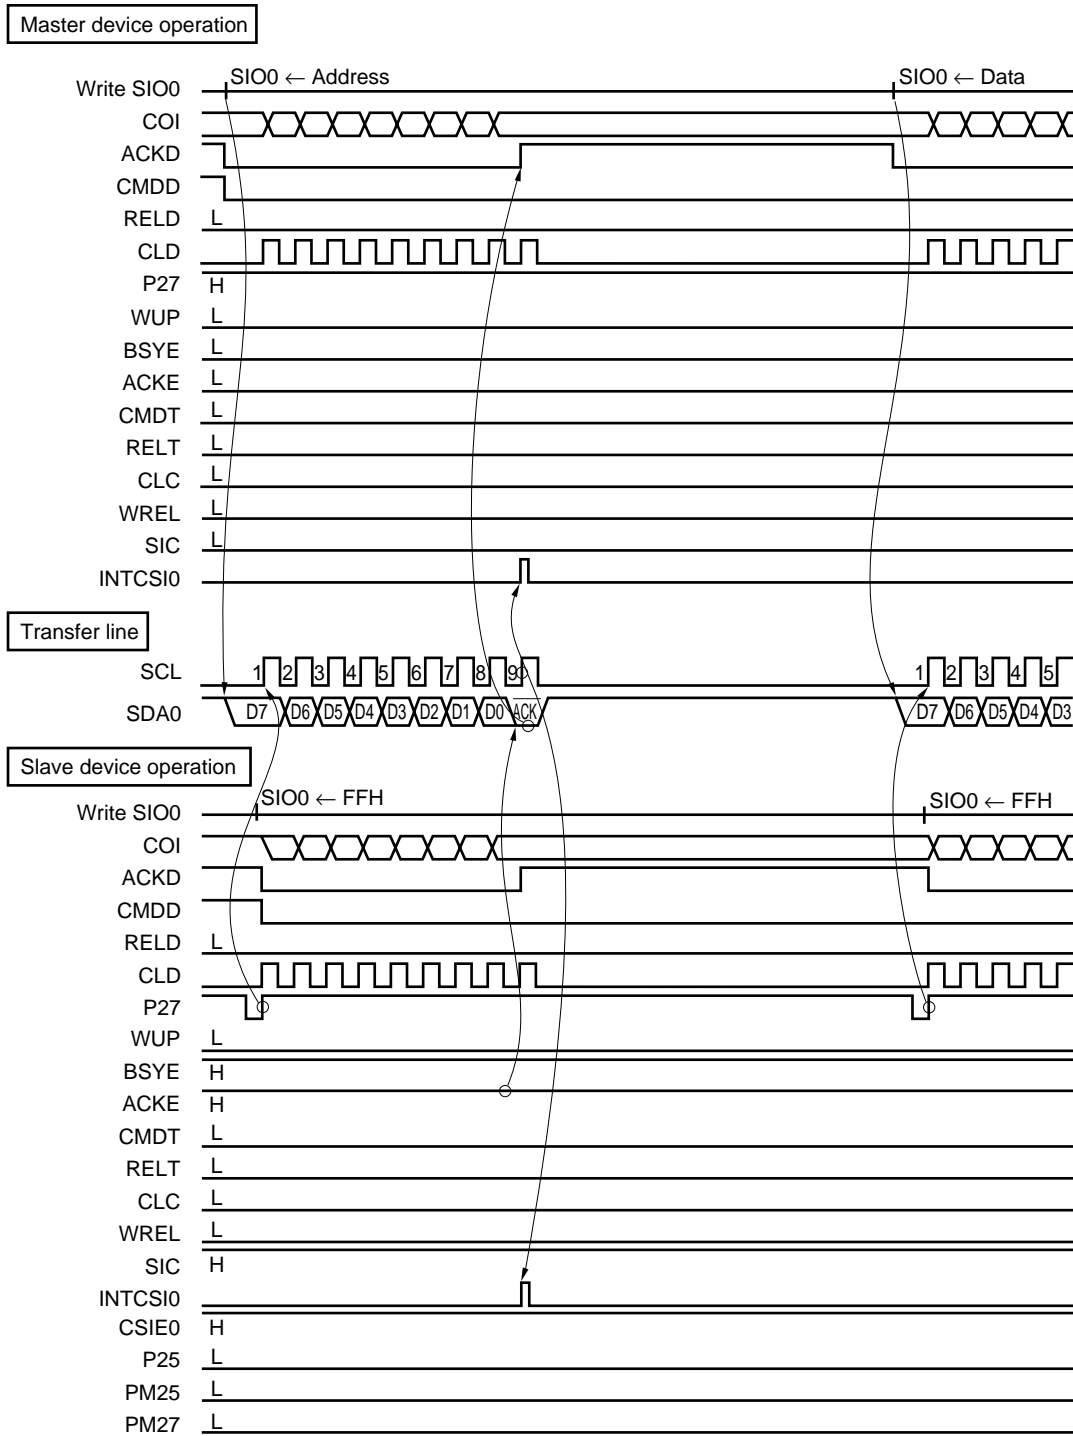 Master device operation
SIO0 ← Address SIO0 ← Data
Write SIO0
COI
ACKD
CMDD
RELD L
CLD
P27 H
WUP L
BSYE L
ACKE L
CMDT L
RELT L
CLC L
WREL L
SIC L
INTCSI0
Transfer line
SCL 1 2 3 4 5 6 7 8 9 1 2 3 4 5
SDA0 D7 D6 D5 D4 D3 D2 D1 D0 ACK D7 D6 D5 D4 D3
Slave device operation
SIO0 ← FFH SIO0 ← FFH
Write SIO0
COI
ACKD
CMDD
RELD L
CLD
P27
WUP L
BSYE H
ACKE H
CMDT L
RELT L
CLC L
WREL L
SIC H
INTCSI0
CSIE0 H
P25 L
PM25 L
PM27 L